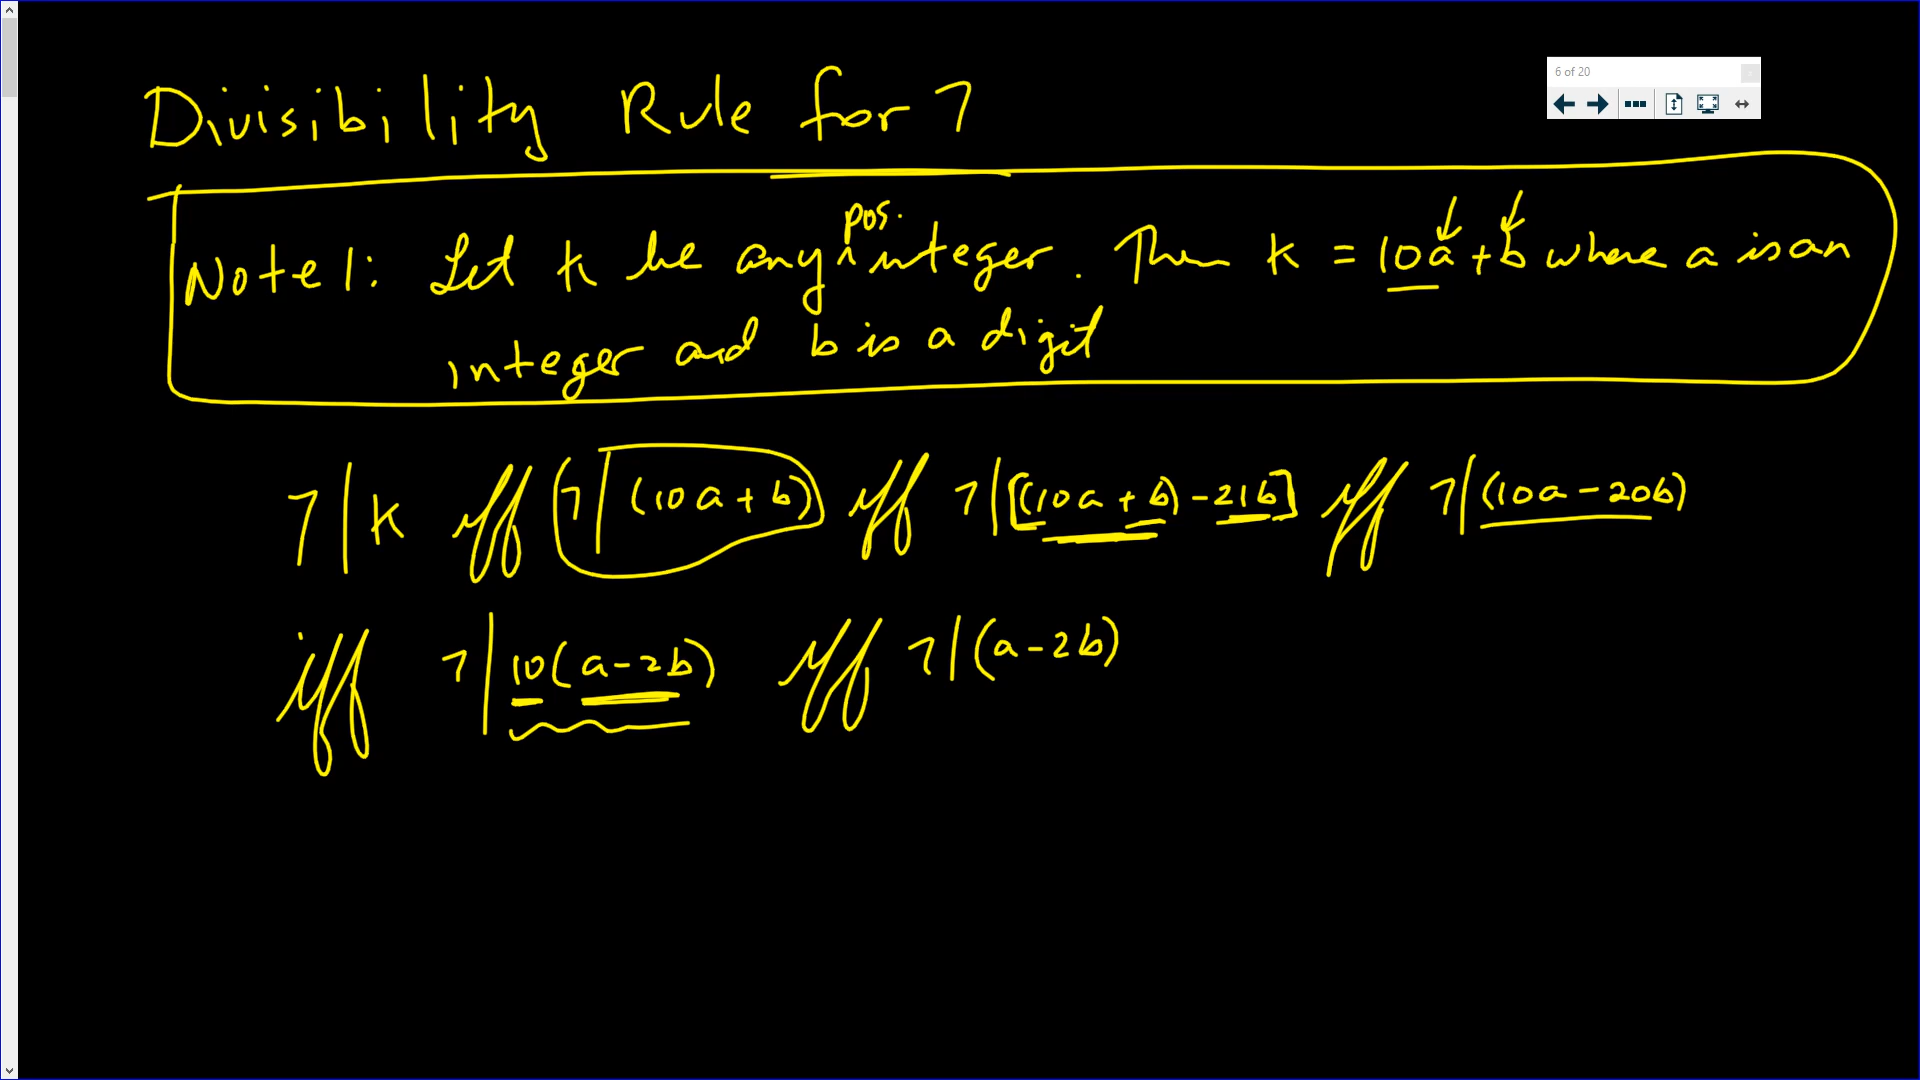 6 of 20
Divisibility Rule for 7
Note 1: Let k be any pos. integer. Then k = 10a + b where a is an
integer and b is a digit
7 | k iff 7 | (10a + b) iff 7 | [(10a + b) - 21b] iff 7 | (10a - 20b)
iff 7 | 10(a - 2b) iff 7 | (a - 2b)